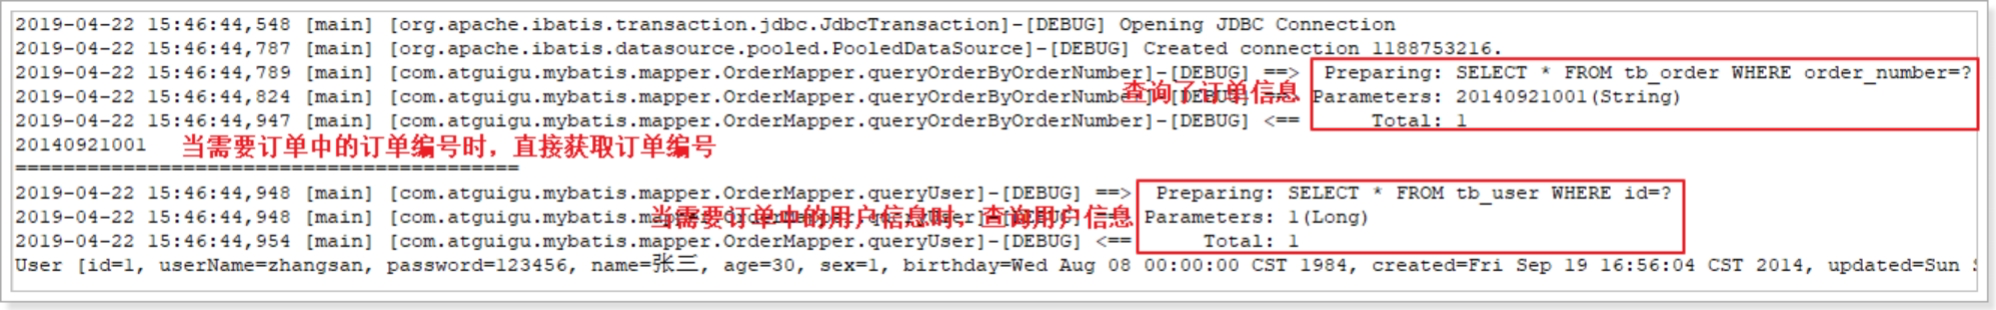 2019-04-22 15:46:44,548 [main] [org.apache.ibatis.transaction.jdbc.JdbcTransaction]-[DEBUG] Opening JDBC Connection
2019-04-22 15:46:44,787 [main] [org.apache.ibatis.datasource.pooled.PooledDataSource]-[DEBUG] Created connection 1188753216.
2019-04-22 15:46:44,789 [main] [com.atguigu.mybatis.mapper.OrderMapper.queryOrderByOrderNumber]-[DEBUG] ==>  Preparing: SELECT * FROM tb_order WHERE order_number=?
2019-04-22 15:46:44,824 [main] [com.atguigu.mybatis.mapper.OrderMapper.queryOrderByOrderNumber]-[DEBUG] ==> Parameters: 20140921001(String)
查询了订单信息
2019-04-22 15:46:44,947 [main] [com.atguigu.mybatis.mapper.OrderMapper.queryOrderByOrderNumber]-[DEBUG] <==      Total: 1
20140921001 当需要订单中的订单编号时，直接获取订单编号
==========================================
2019-04-22 15:46:44,948 [main] [com.atguigu.mybatis.mapper.OrderMapper.queryUser]-[DEBUG] ==>  Preparing: SELECT * FROM tb_user WHERE id=?
2019-04-22 15:46:44,948 [main] [com.atguigu.mybatis.mapper.OrderMapper.queryUser]-[DEBUG] ==> Parameters: 1(Long)
当需要订单中的用户信息时，查询用户信息
2019-04-22 15:46:44,954 [main] [com.atguigu.mybatis.mapper.OrderMapper.queryUser]-[DEBUG] <==      Total: 1
User [id=1, userName=zhangsan, password=123456, name=张三, age=30, sex=1, birthday=Wed Aug 08 00:00:00 CST 1984, created=Fri Sep 19 16:56:04 CST 2014, updated=Sun